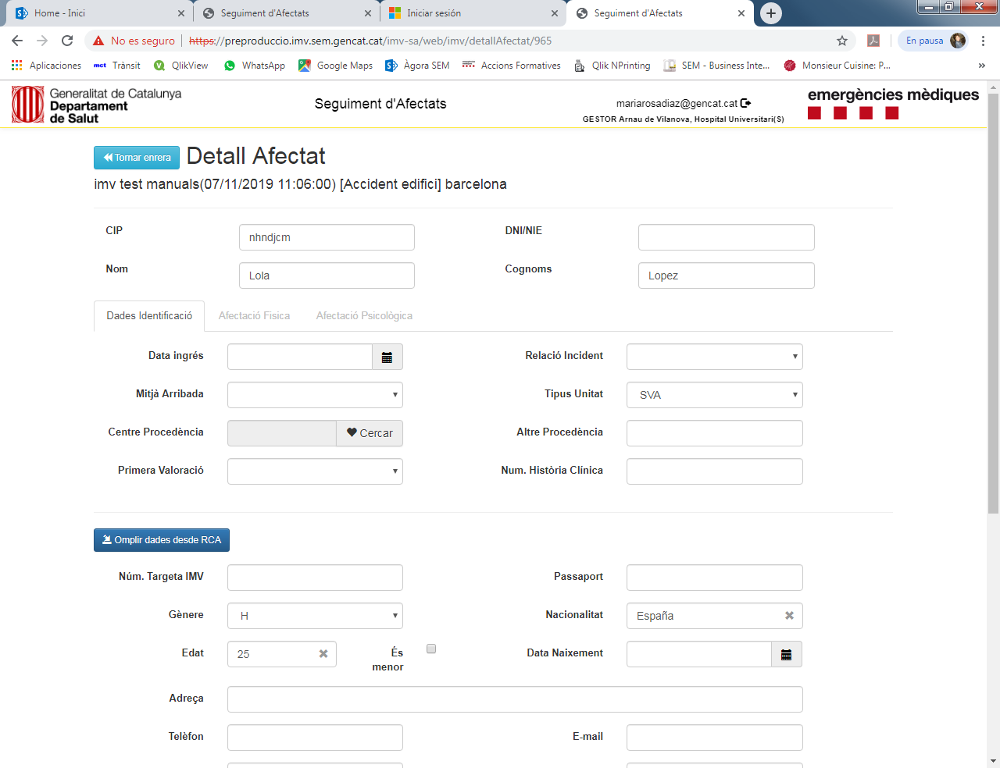 Home - Inici
Seguiment d'Afectats
Iniciar sesión
Seguiment d'Afectats
No es seguro
https://preproduccio.imv.sem.gencat.cat/imv-sa/web/imv/detallAfectat/965
En pausa
Aplicaciones
mct Trànsit
QlikView
WhatsApp
Google Maps
Àgora SEM
Accions Formatives
Qlik NPrinting
SEM - Business Inte...
Monsieur Cuisine: P...
»
Generalitat de Catalunya
Departament
de Salut
Seguiment d'Afectats
mariarosadiaz@gencat.cat
GESTOR Arnau de Vilanova, Hospital Universitari(S)
emergències mèdiques
Tornar enrera
Detall Afectat
imv test manuals(07/11/2019 11:06:00) [Accident edifici] barcelona
CIP nhndjcm
DNI/NIE
Nom Lola
Cognoms Lopez
Dades Identificació
Afectació Fisica
Afectació Psicològica
Data ingrés
Relació Incident
Mitjà Arribada
Tipus Unitat SVA
Centre Procedència Cercar
Altre Procedència
Primera Valoració
Num. Història Clínica
Omplir dades desde RCA
Núm. Targeta IMV
Passaport
Gènere H
Nacionalitat España
Edat 25
És
menor
Data Naixement
Adreça
Telèfon
E-mail